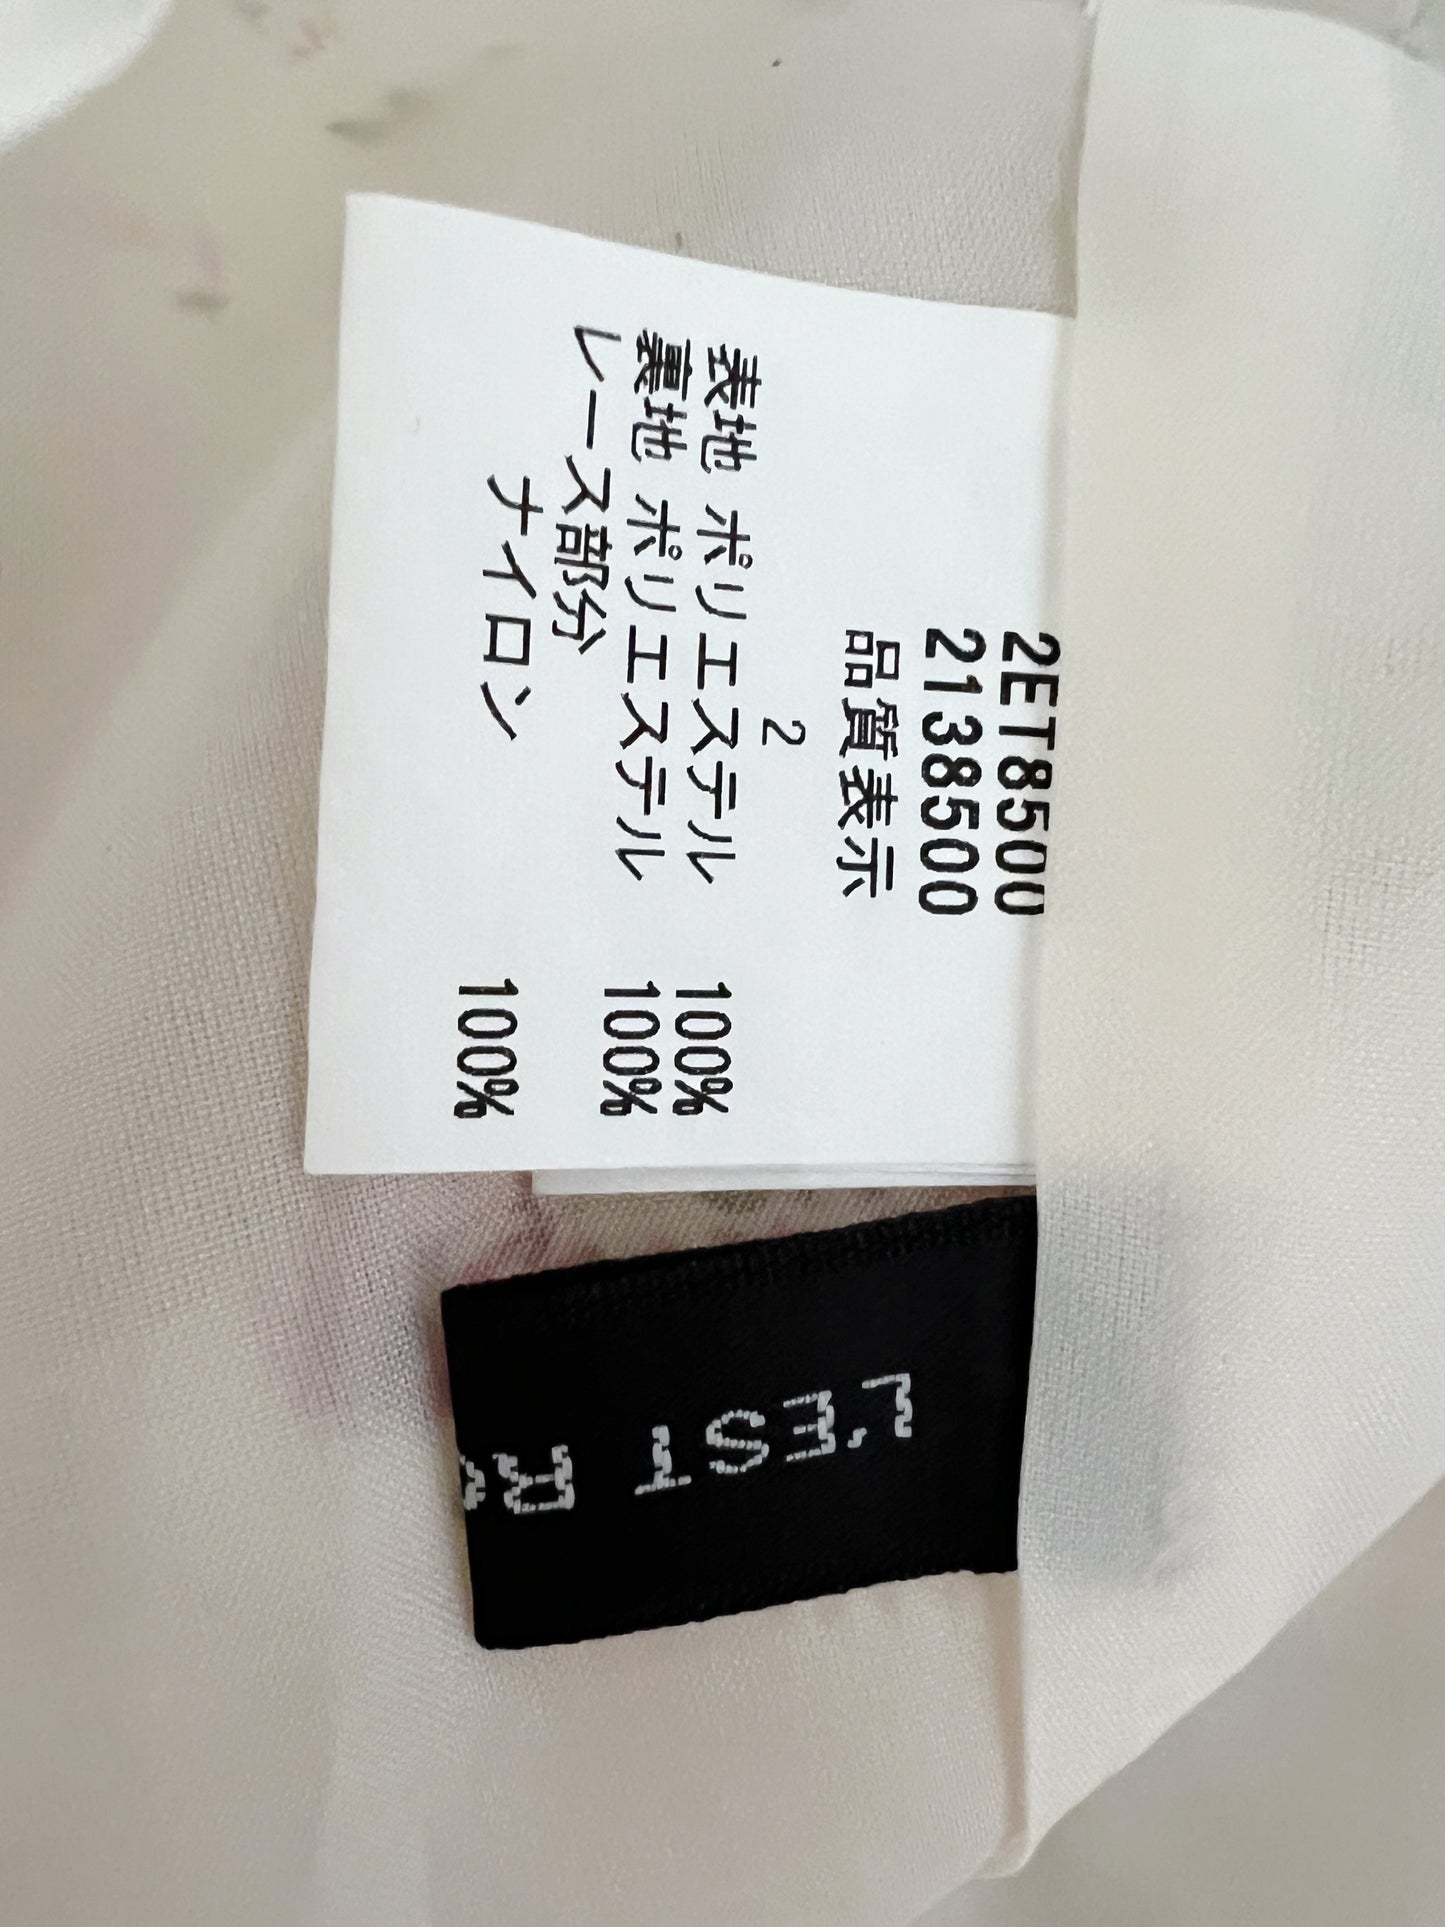 2ET8500
2138500
品質表示
2
表地 ポリエステル 100%
裏地 ポリエステル 100%
レース部分
ナイロン 100%
L'EST R